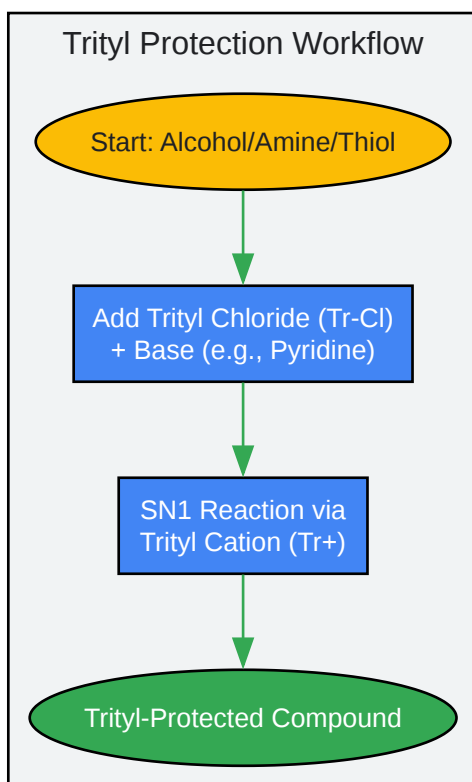 Trityl Protection Workflow
Start: Alcohol/Amine/Thiol
Add Trityl Chloride (Tr-Cl)
+ Base (e.g., Pyridine)
SN1 Reaction via
Trityl Cation (Tr+)
Trityl-Protected Compound